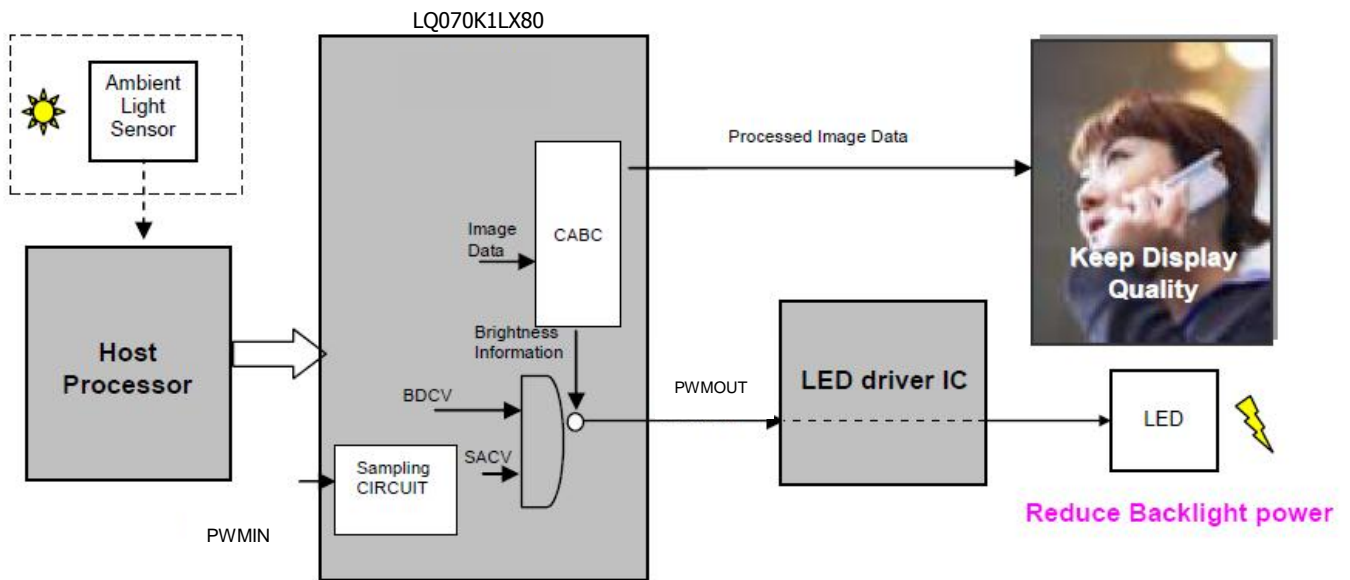 LQ070K1LX80
Ambient
Light
Sensor
Processed Image Data
Image
Data
CABC
Keep Display
Quality
Host
Processor
Brightness
Information
BDCV
PWMOUT
LED driver IC
LED
SACV
Sampling
CIRCUIT
PWMIN
Reduce Backlight power